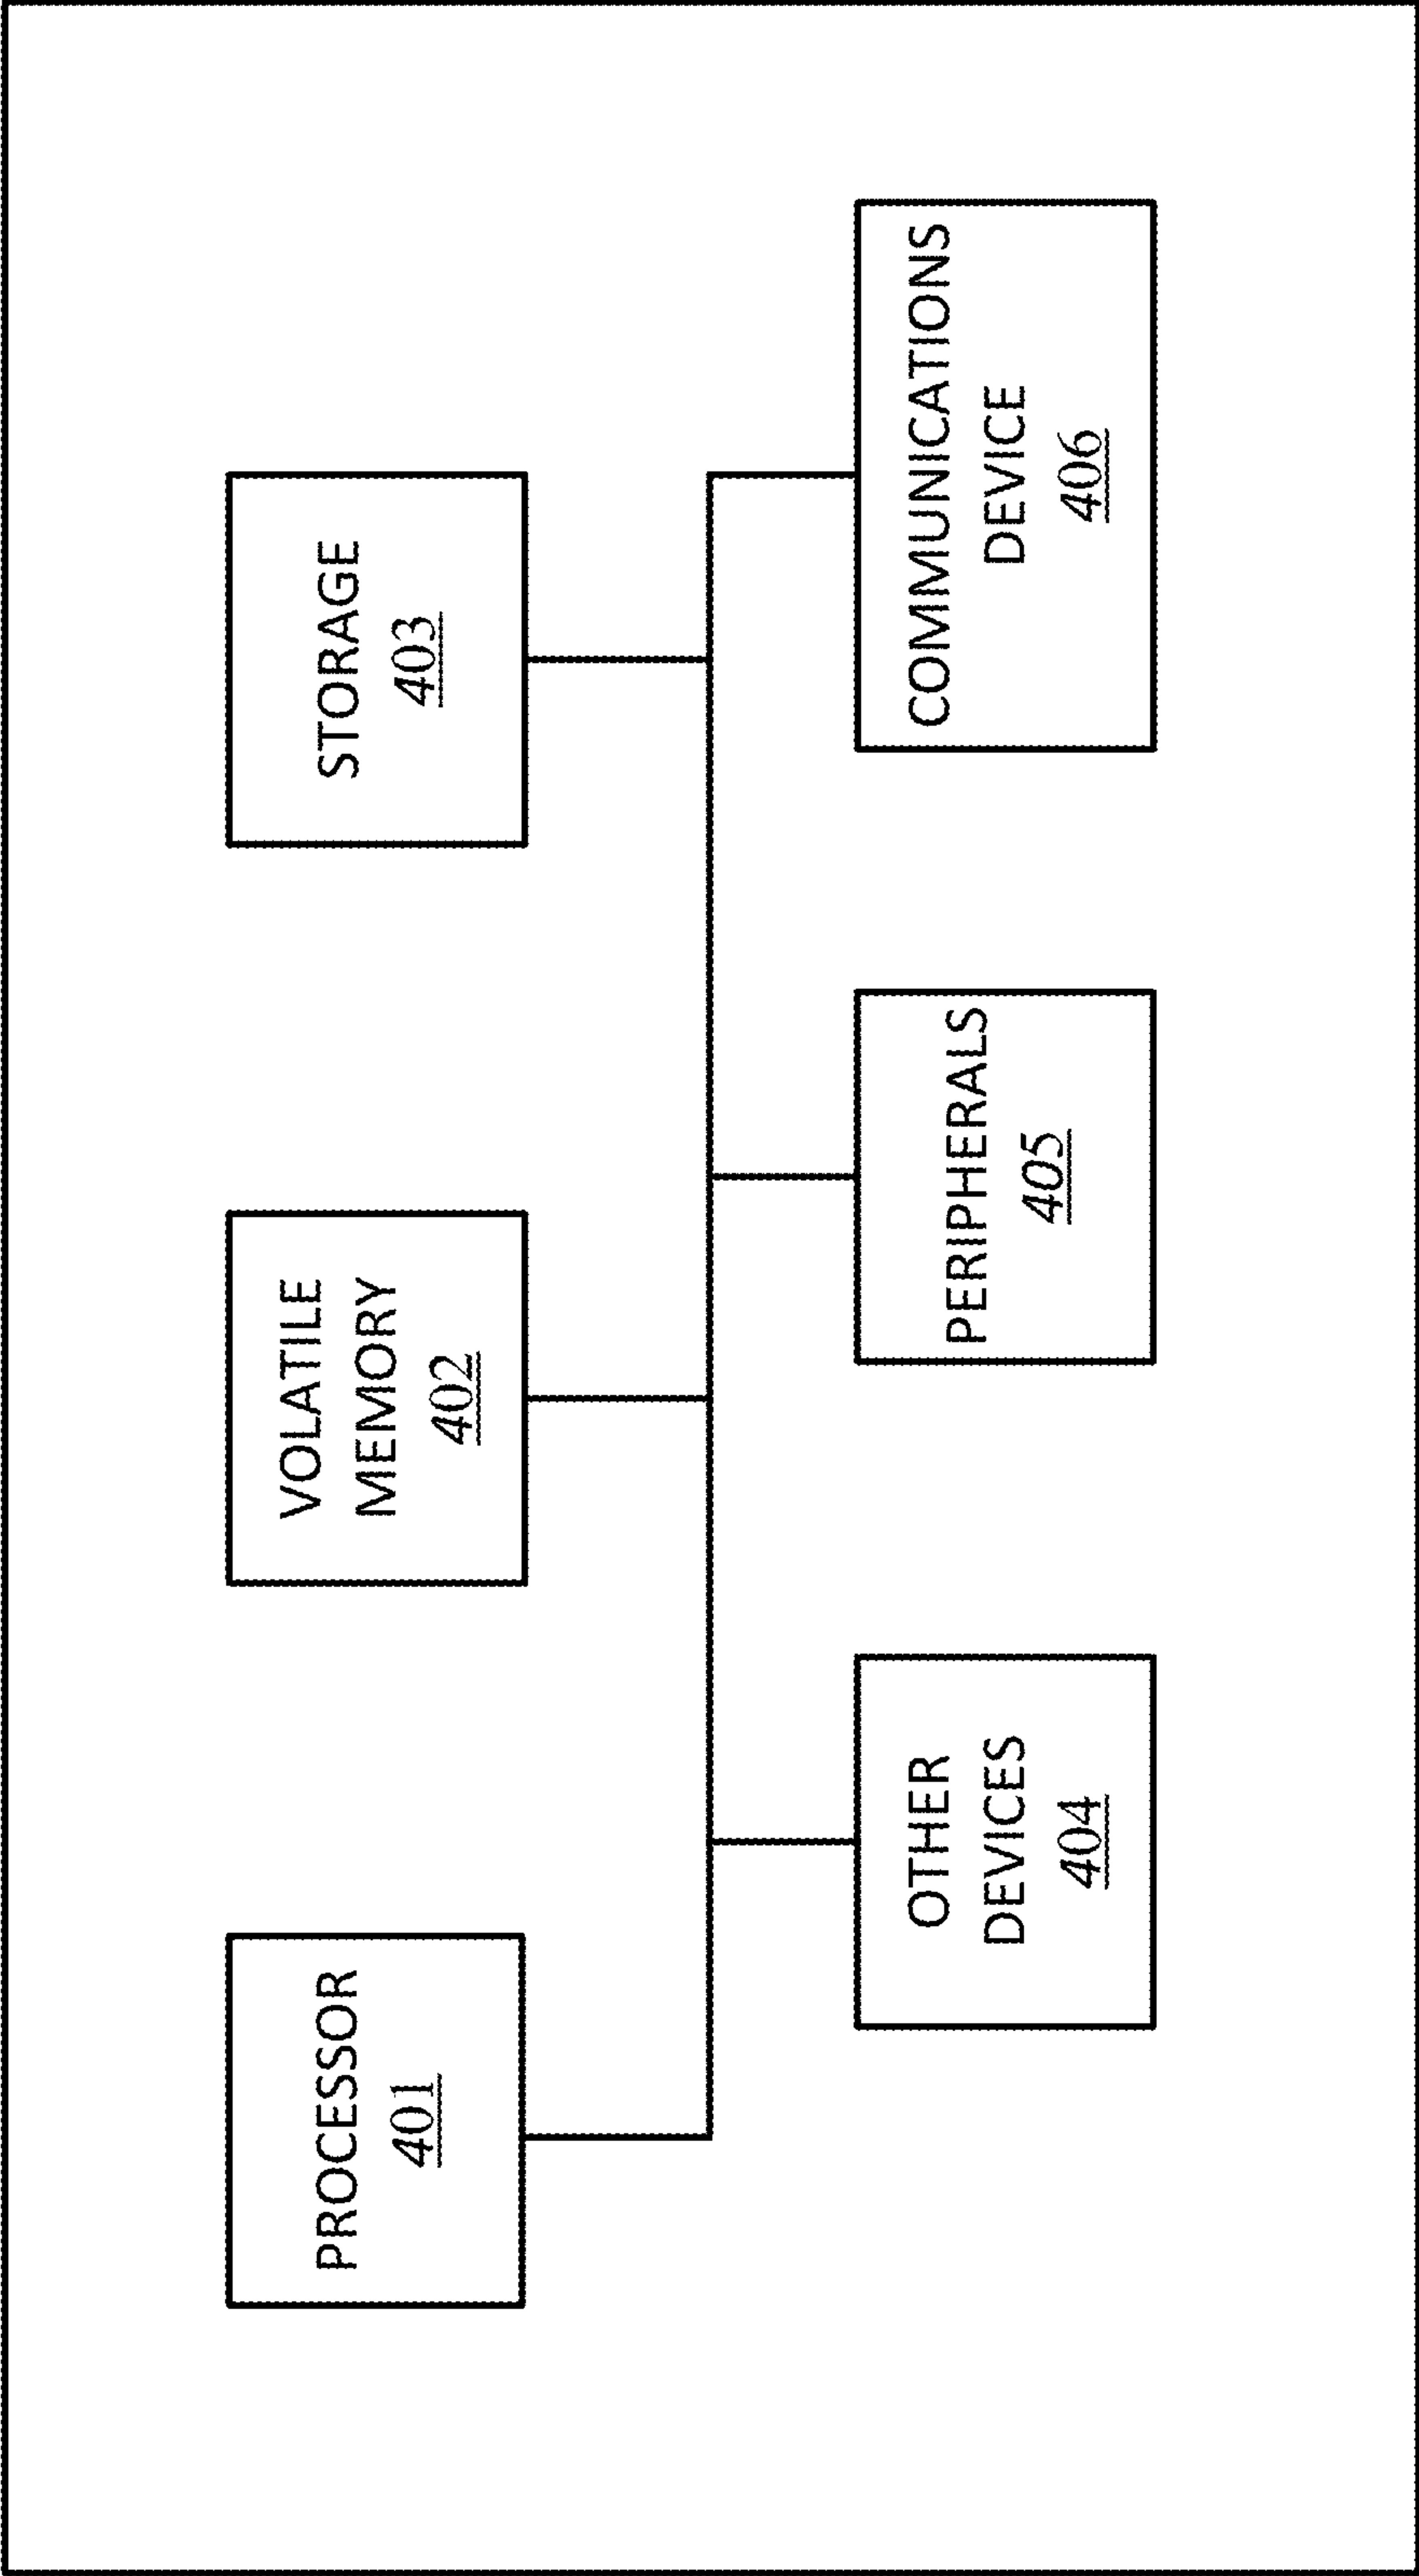 PROCESSOR
401
VOLATILE
MEMORY
402
STORAGE
403
OTHER
DEVICES
404
PERIPHERALS
405
COMMUNICATIONS
DEVICE
406